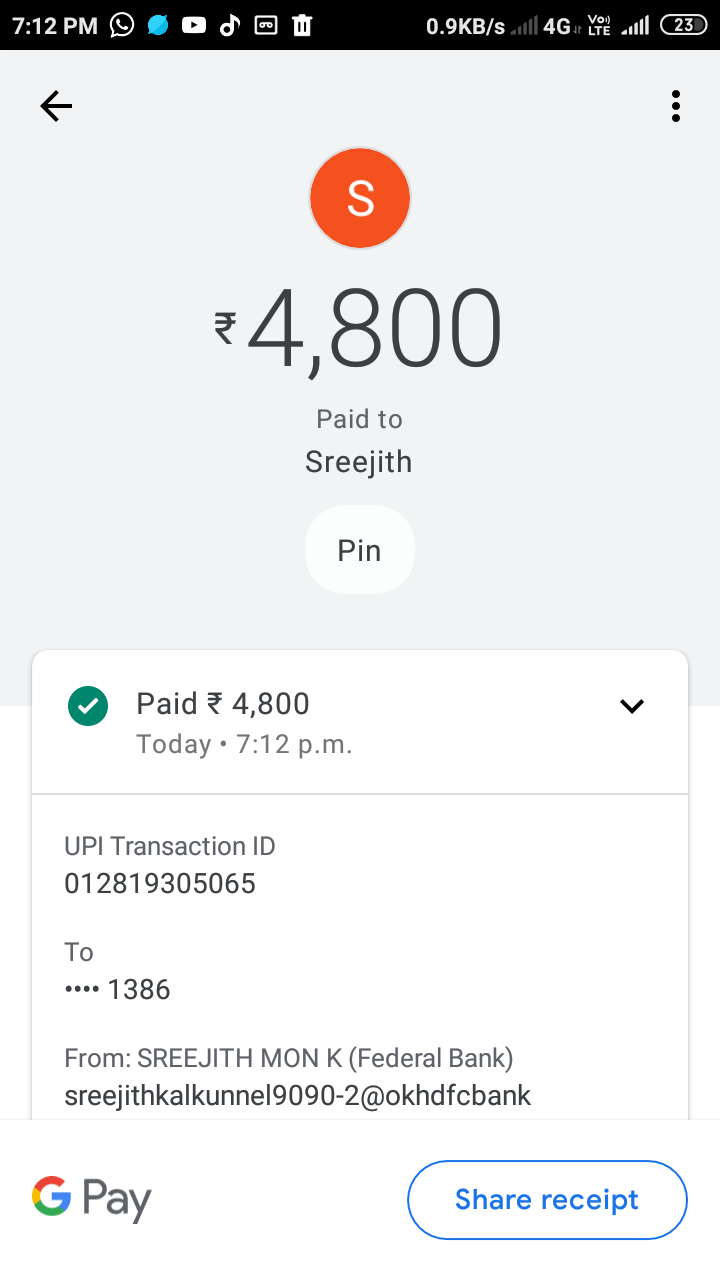 7:12 PM 0.9KB/s 4G Vo) LTE 23
S
₹4,800
Paid to
Sreejith
Pin
Paid ₹ 4,800
Today • 7:12 p.m.
UPI Transaction ID
012819305065
To
•••• 1386
From: SREEJITH MON K (Federal Bank)
sreejithkalkunnel9090-2@okhdfcbank
G Pay
Share receipt